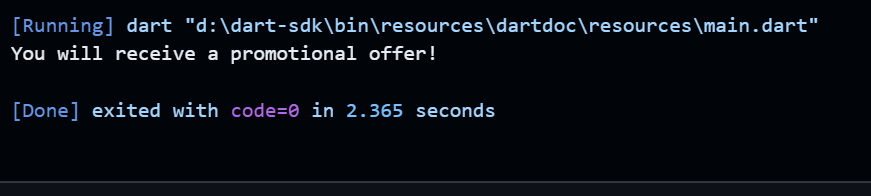 [Running] dart "d:\dart-sdk\bin\resources\dartdoc\resources\main.dart"
You will receive a promotional offer!
[Done] exited with code=0 in 2.365 seconds